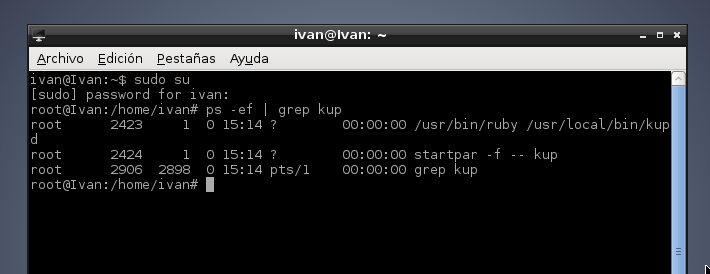 ivan@Ivan: ~
Archivo Edición Pestañas Ayuda
ivan@Ivan:~$ sudo su
[sudo] password for ivan:
root@Ivan:/home/ivan# ps -ef | grep kup
root      2423     1  0 15:14 ?        00:00:00 /usr/bin/ruby /usr/local/bin/kup
d
root      2424     1  0 15:14 ?        00:00:00 startpar -f -- kup
root      2906  2898  0 15:14 pts/1    00:00:00 grep kup
root@Ivan:/home/ivan#